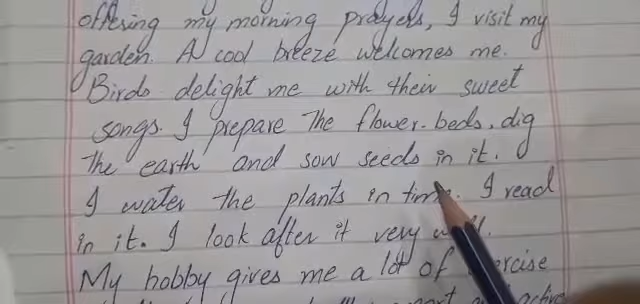 offering my morning prayers, I visit my
garden. A cool breeze welcomes me.
Birds delight me with their sweet
songs. I prepare The flower-beds, dig
The earth and sow seeds in it.
I water the plants in time. I read
in it. I look after it very well.
My hobby gives me a lot of exercise